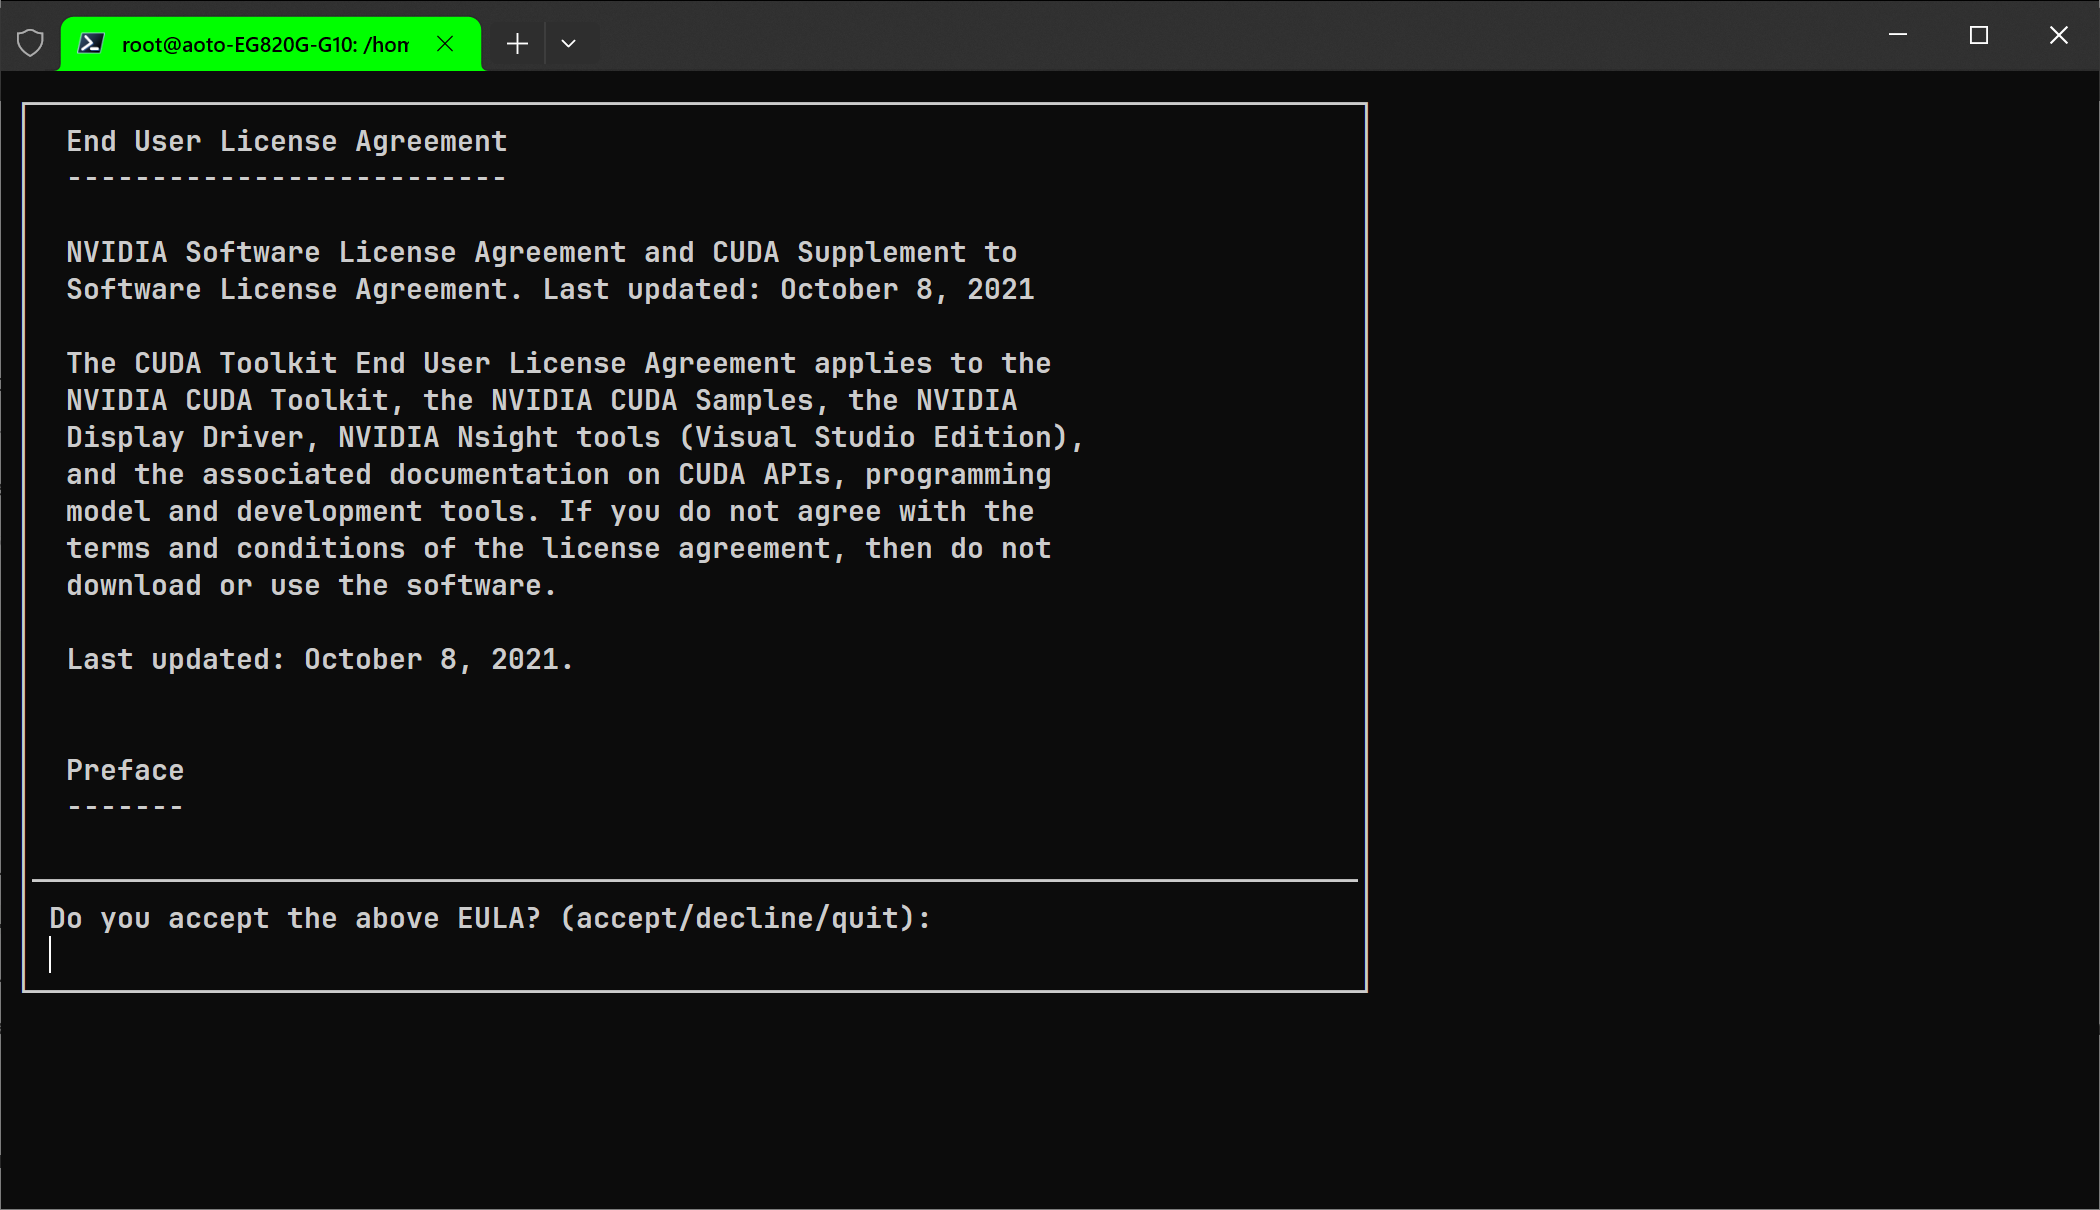 root@aoto-EG820G-G10: /hom
End User License Agreement
--------------------------
NVIDIA Software License Agreement and CUDA Supplement to
Software License Agreement. Last updated: October 8, 2021
The CUDA Toolkit End User License Agreement applies to the
NVIDIA CUDA Toolkit, the NVIDIA CUDA Samples, the NVIDIA
Display Driver, NVIDIA Nsight tools (Visual Studio Edition),
and the associated documentation on CUDA APIs, programming
model and development tools. If you do not agree with the
terms and conditions of the license agreement, then do not
download or use the software.
Last updated: October 8, 2021.
Preface
-------
Do you accept the above EULA? (accept/decline/quit):